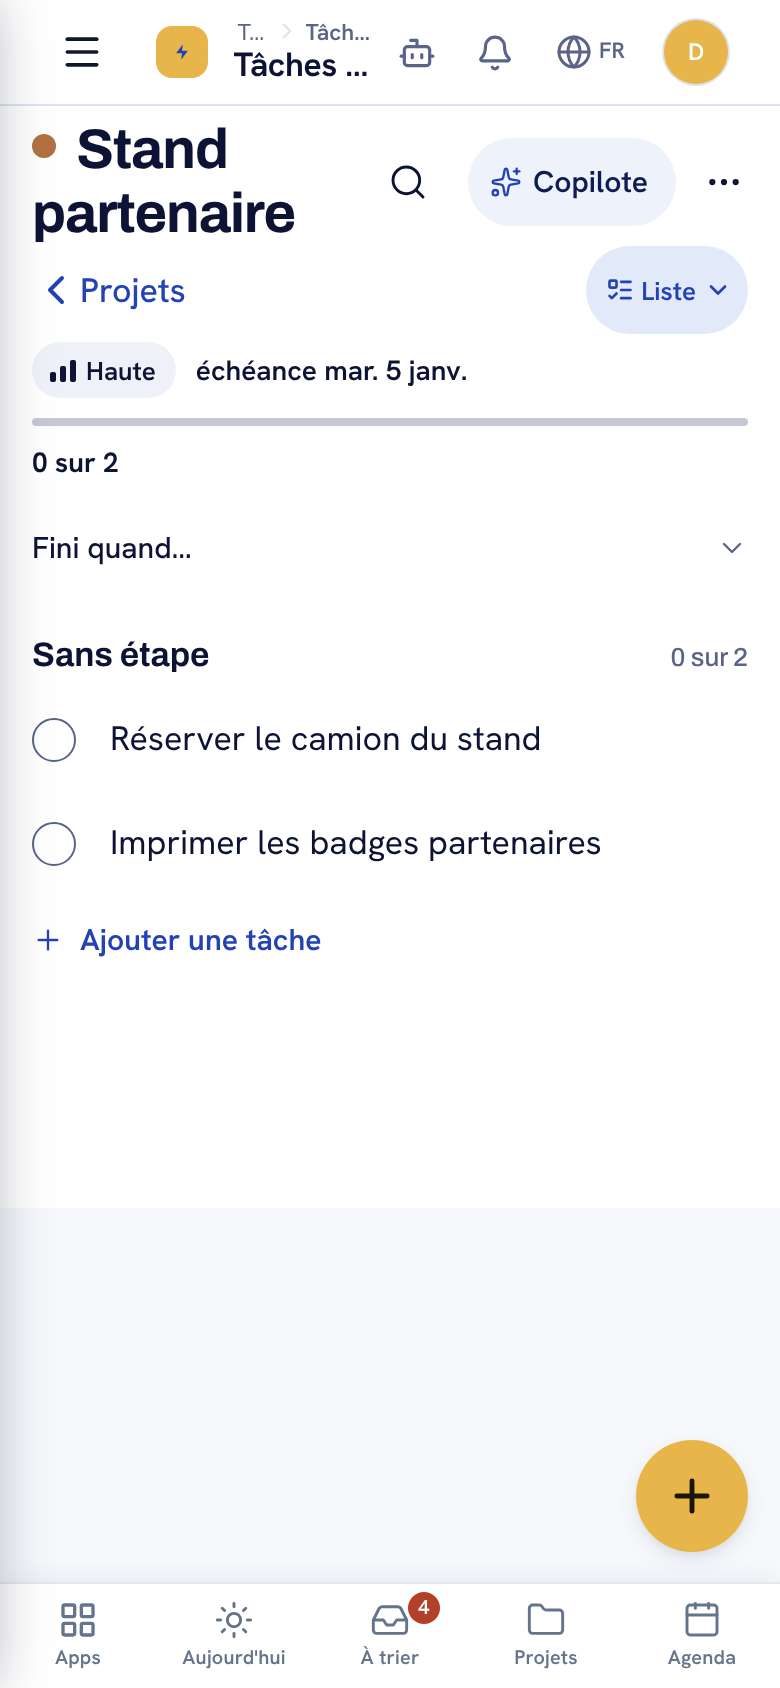 T... > Tâch...
Tâches ...
FR
D
Stand
partenaire
Copilote
Projets
Liste
Haute
échéance mar. 5 janv.
0 sur 2
Fini quand...
Sans étape
0 sur 2
Réserver le camion du stand
Imprimer les badges partenaires
+ Ajouter une tâche
4
Apps
Aujourd'hui
À trier
Projets
Agenda